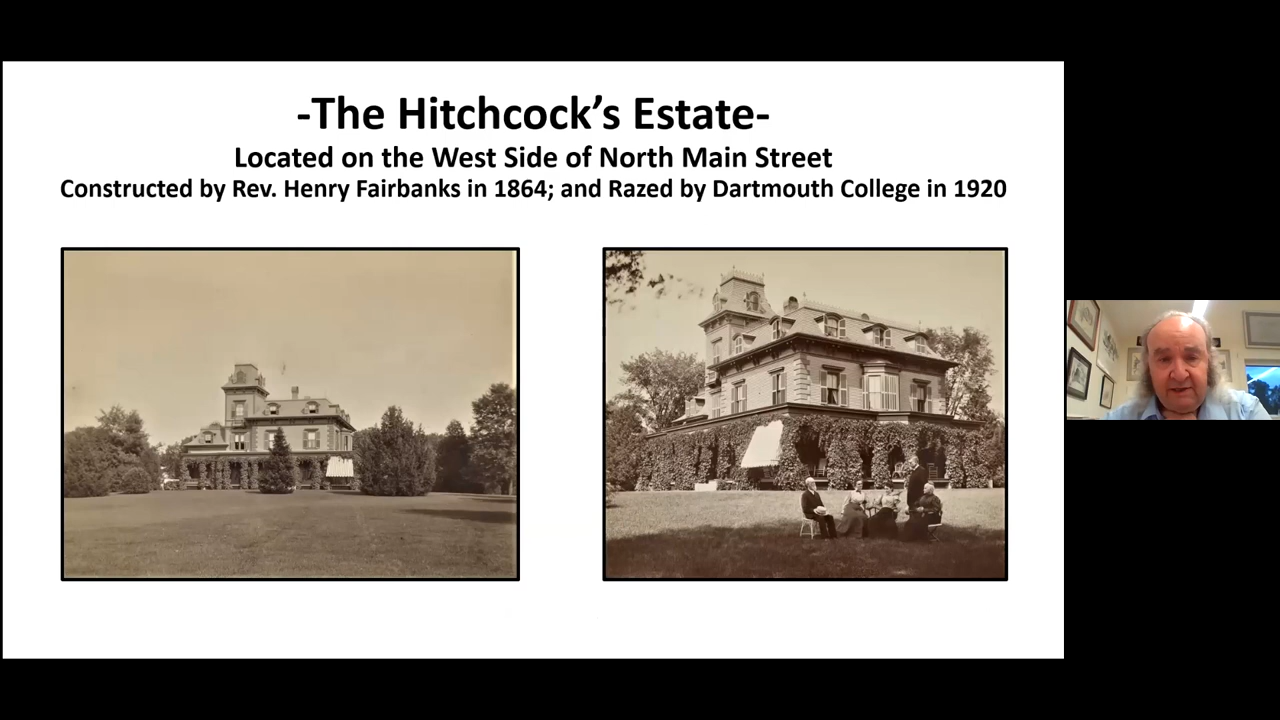 -The Hitchcock’s Estate-
Located on the West Side of North Main Street
Constructed by Rev. Henry Fairbanks in 1864; and Razed by Dartmouth College in 1920